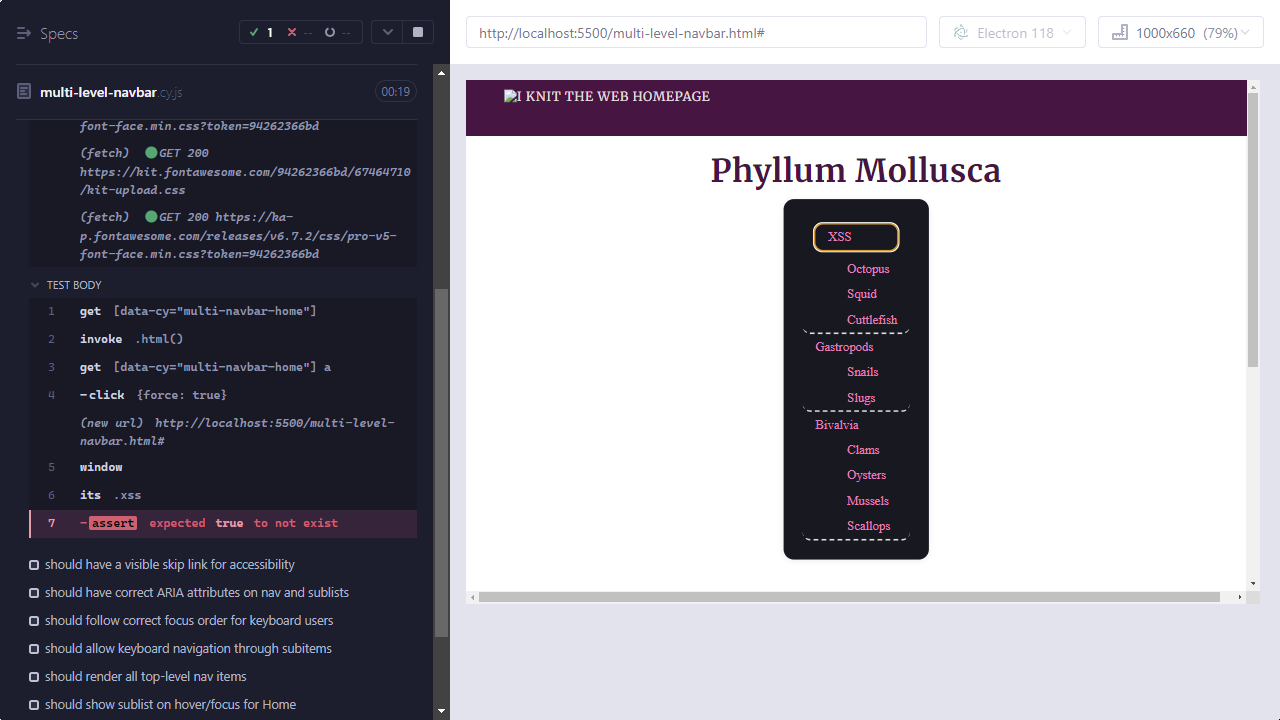 Specs
1
--
--
multi-level-navbar.cy.js
00:19
font-face.min.css?token=94262366bd
(fetch) GET 200
https://kit.fontawesome.com/94262366bd/67464710
/kit-upload.css
(fetch) GET 200 https://ka-
p.fontawesome.com/releases/v6.7.2/css/pro-v5-
font-face.min.css?token=94262366bd
TEST BODY
1 get [data-cy="multi-navbar-home"]
2 invoke .html()
3 get [data-cy="multi-navbar-home"] a
4 -click {force: true}
(new url) http://localhost:5500/multi-level-
navbar.html#
5 window
6 its .xss
7 -assert expected true to not exist
should have a visible skip link for accessibility
should have correct ARIA attributes on nav and sublists
should follow correct focus order for keyboard users
should allow keyboard navigation through subitems
should render all top-level nav items
should show sublist on hover/focus for Home
http://localhost:5500/multi-level-navbar.html#
Electron 118
1000x660 (79%)
I KNIT THE WEB HOMEPAGE
Phyllum Mollusca
XSS
Octopus
Squid
Cuttlefish
Gastropods
Snails
Slugs
Bivalvia
Clams
Oysters
Mussels
Scallops